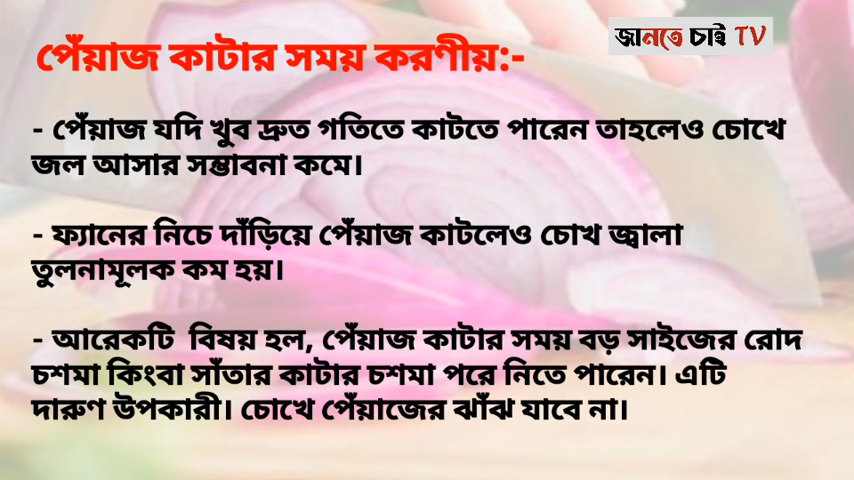 জানতে চাই TV
পেঁয়াজ কাটার সময় করণীয়:-
- পেঁয়াজ যদি খুব দ্রুত গতিতে কাটতে পারেন তাহলেও চোখে
জল আসার সম্ভাবনা কমে।
- ফ্যানের নিচে দাঁড়িয়ে পেঁয়াজ কাটলেও চোখ জ্বালা
তুলনামূলক কম হয়।
- আরেকটি বিষয় হল, পেঁয়াজ কাটার সময় বড় সাইজের রোদ
চশমা কিংবা সাঁতার কাটার চশমা পরে নিতে পারেন। এটি
দারুণ উপকারী। চোখে পেঁয়াজের ঝাঁঝ যাবে না।